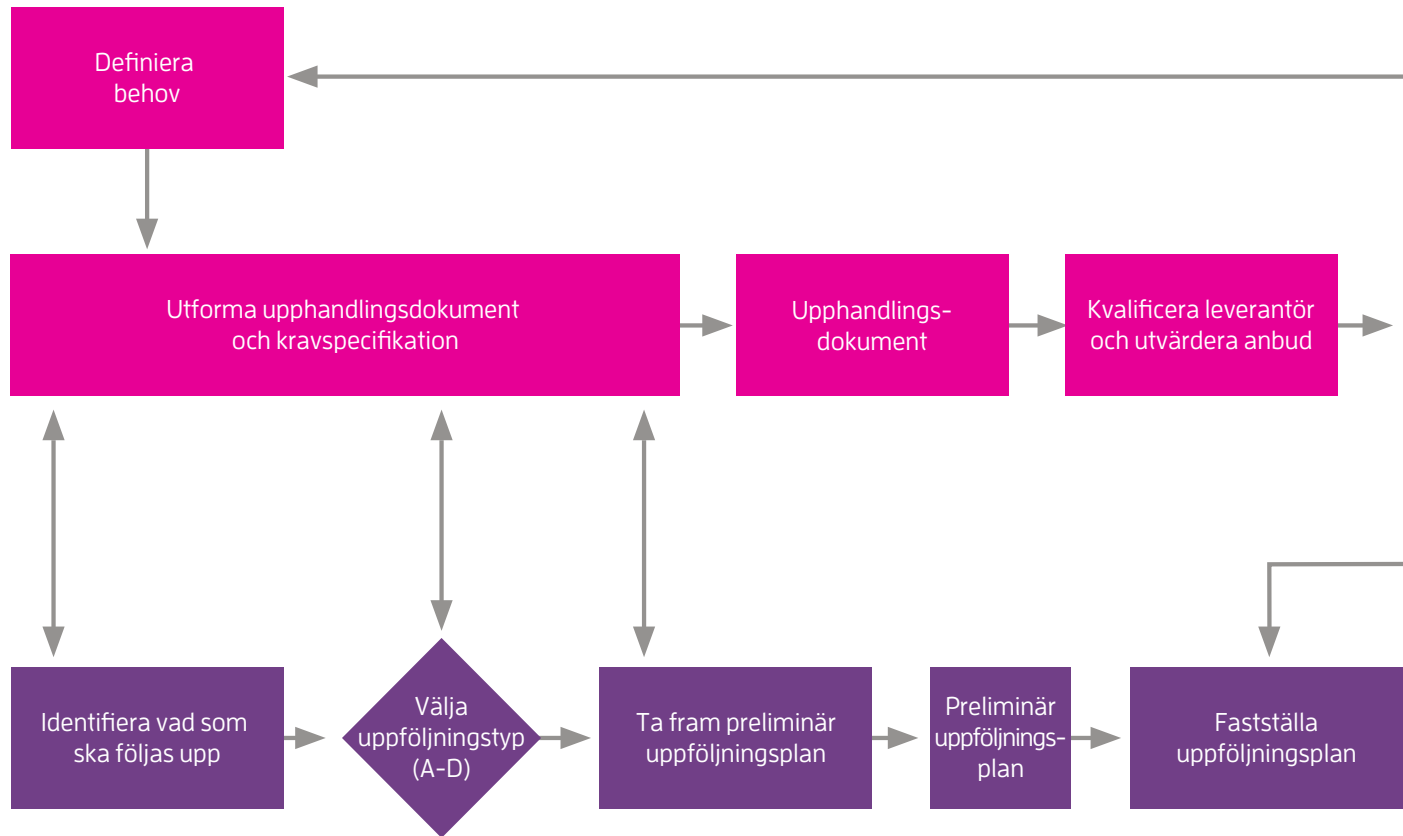 Definiera
behov
Utforma upphandlingsdokument
och kravspecifikation
Upphandlings-
dokument
Kvalificera leverantör
och utvärdera anbud
Identifiera vad som
ska följas upp
Välja
uppföljningstyp
(A-D)
Ta fram preliminär
uppföljningsplan
Preliminär
uppföljnings-
plan
Fastställa
uppföljningsplan